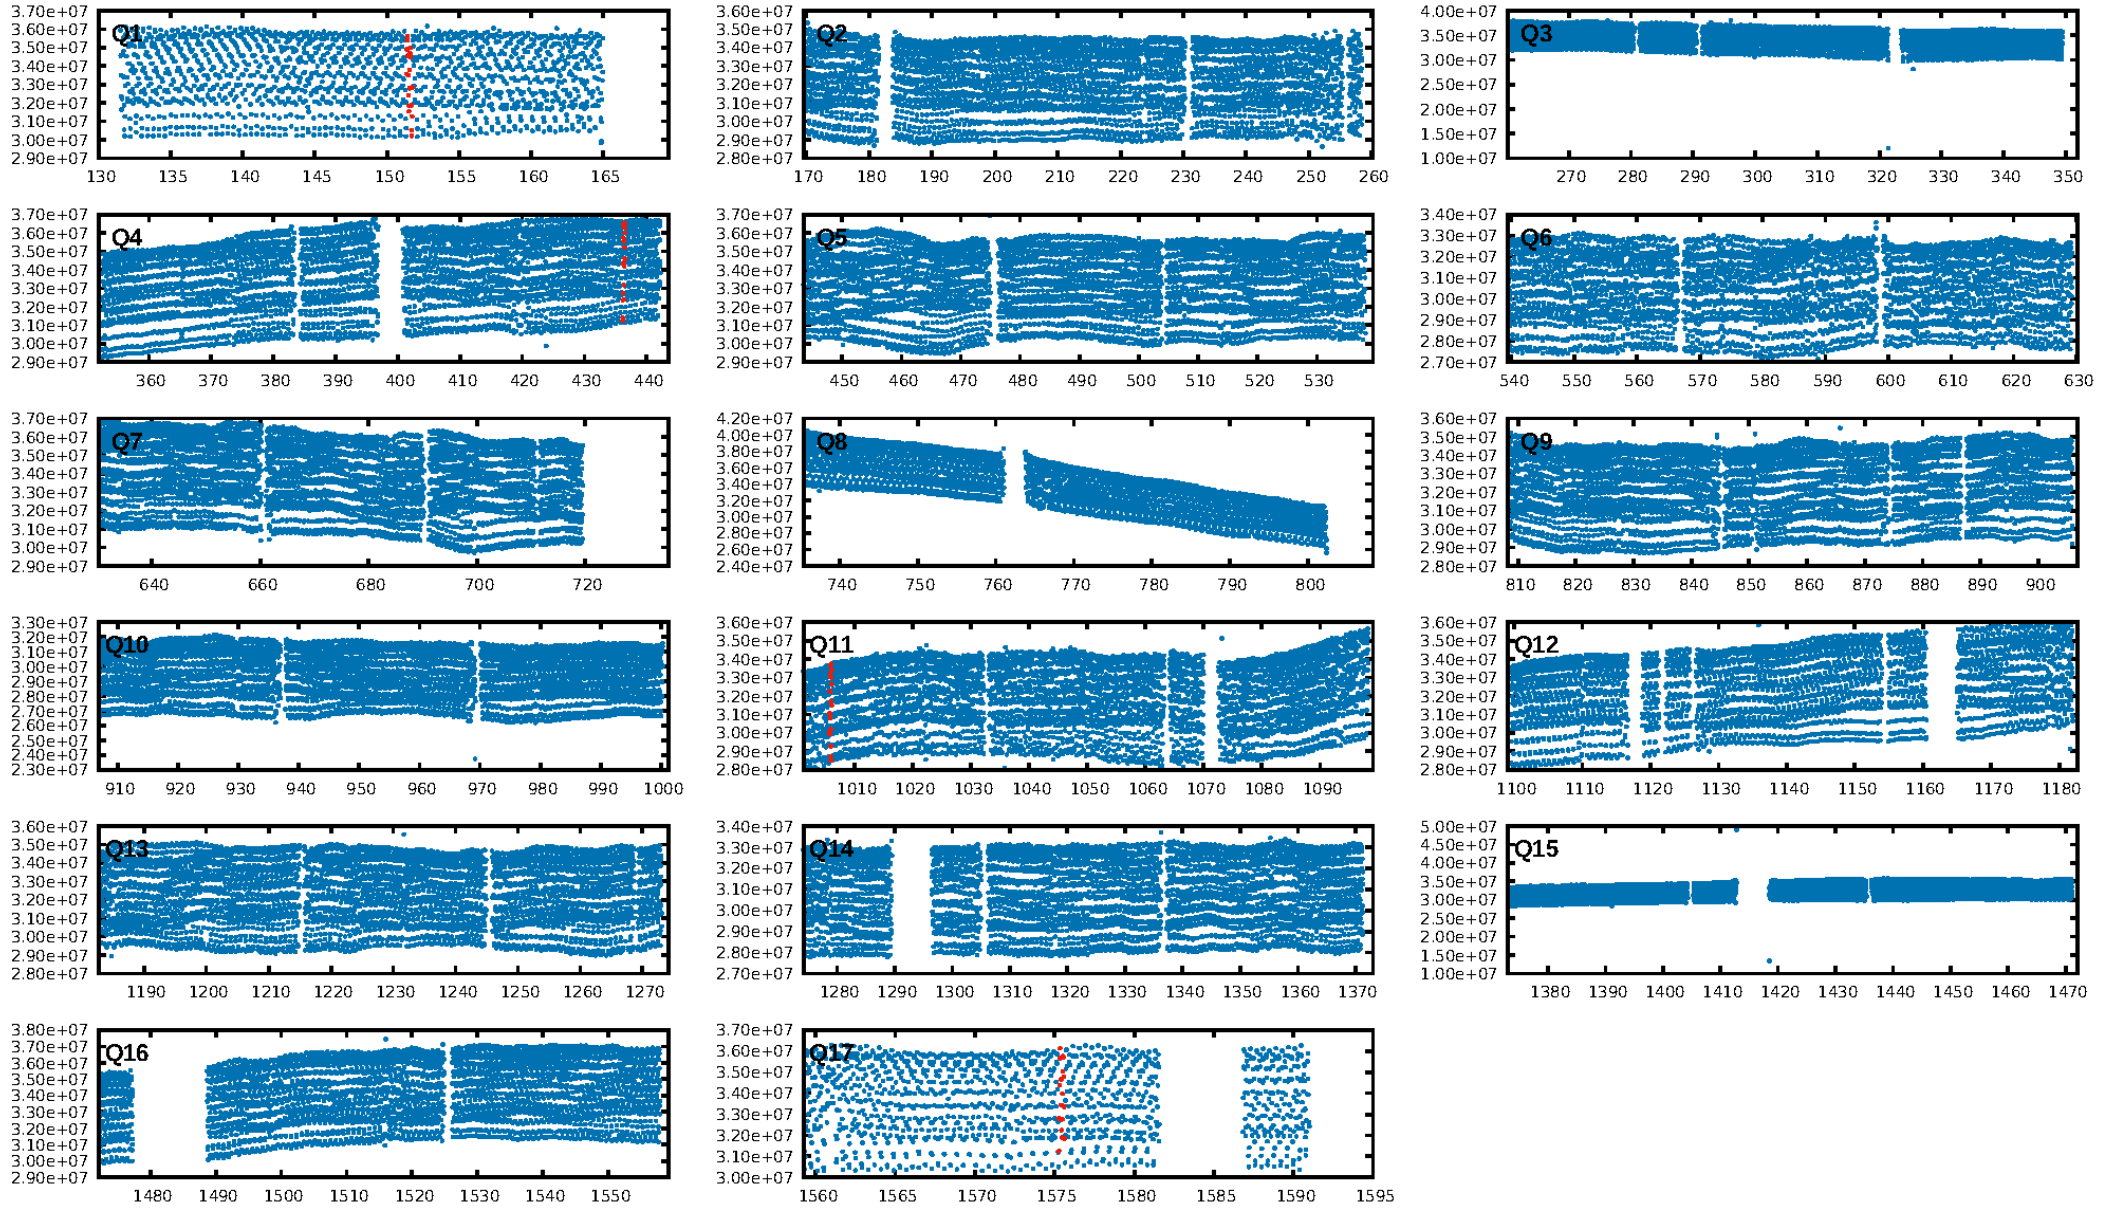 3.70e+07
3.60e+07
3.50e+07
3.40e+07
3.30e+07
3.20e+07
3.10e+07
3.00e+07
2.90e+07
Q1
130 135 140 145 150 155 160 165
3.60e+07
3.50e+07
3.40e+07
3.30e+07
3.20e+07
3.10e+07
3.00e+07
2.90e+07
2.80e+07
Q2
170 180 190 200 210 220 230 240 250 260
4.00e+07
3.50e+07
3.00e+07
2.50e+07
2.00e+07
1.50e+07
1.00e+07
Q3
270 280 290 300 310 320 330 340 350
3.70e+07
3.60e+07
3.50e+07
3.40e+07
3.30e+07
3.20e+07
3.10e+07
3.00e+07
2.90e+07
Q4
360 370 380 390 400 410 420 430 440
3.70e+07
3.60e+07
3.50e+07
3.40e+07
3.30e+07
3.20e+07
3.10e+07
3.00e+07
2.90e+07
Q5
450 460 470 480 490 500 510 520 530
3.40e+07
3.30e+07
3.20e+07
3.10e+07
3.00e+07
2.90e+07
2.80e+07
2.70e+07
Q6
540 550 560 570 580 590 600 610 620 630
3.70e+07
3.60e+07
3.50e+07
3.40e+07
3.30e+07
3.20e+07
3.10e+07
3.00e+07
2.90e+07
Q7
640 660 680 700 720
4.20e+07
4.00e+07
3.80e+07
3.60e+07
3.40e+07
3.20e+07
3.00e+07
2.80e+07
2.60e+07
2.40e+07
Q8
740 750 760 770 780 790 800
3.60e+07
3.50e+07
3.40e+07
3.30e+07
3.20e+07
3.10e+07
3.00e+07
2.90e+07
2.80e+07
Q9
810 820 830 840 850 860 870 880 890 900
3.30e+07
3.20e+07
3.10e+07
3.00e+07
2.90e+07
2.80e+07
2.70e+07
2.60e+07
2.50e+07
2.40e+07
2.30e+07
Q10
910 920 930 940 950 960 970 980 990 1000
3.60e+07
3.50e+07
3.40e+07
3.30e+07
3.20e+07
3.10e+07
3.00e+07
2.90e+07
2.80e+07
Q11
1010 1020 1030 1040 1050 1060 1070 1080 1090
3.60e+07
3.50e+07
3.40e+07
3.30e+07
3.20e+07
3.10e+07
3.00e+07
2.90e+07
2.80e+07
Q12
1100 1110 1120 1130 1140 1150 1160 1170 1180
3.60e+07
3.50e+07
3.40e+07
3.30e+07
3.20e+07
3.10e+07
3.00e+07
2.90e+07
2.80e+07
Q13
1190 1200 1210 1220 1230 1240 1250 1260 1270
3.40e+07
3.30e+07
3.20e+07
3.10e+07
3.00e+07
2.90e+07
2.80e+07
2.70e+07
Q14
1280 1290 1300 1310 1320 1330 1340 1350 1360 1370
5.00e+07
4.50e+07
4.00e+07
3.50e+07
3.00e+07
2.50e+07
2.00e+07
1.50e+07
1.00e+07
Q15
1380 1390 1400 1410 1420 1430 1440 1450 1460 1470
3.80e+07
3.70e+07
3.60e+07
3.50e+07
3.40e+07
3.30e+07
3.20e+07
3.10e+07
3.00e+07
2.90e+07
Q16
1480 1490 1500 1510 1520 1530 1540 1550
3.70e+07
3.60e+07
3.50e+07
3.40e+07
3.30e+07
3.20e+07
3.10e+07
3.00e+07
Q17
1560 1565 1570 1575 1580 1585 1590 1595